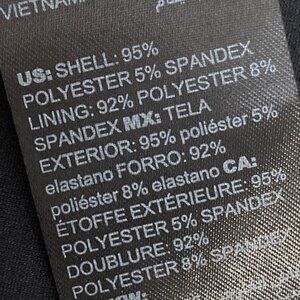 VIETNAM
US: SHELL: 95%
POLYESTER 5% SPANDEX
LINING: 92% POLYESTER 8%
SPANDEX MX: TELA
EXTERIOR: 95% poliéster 5%
elastano FORRO: 92%
poliéster 8% elastano CA:
ÉTOFFE EXTÉRIEURE: 95%
POLYESTER 5% SPANDEX
DOUBLURE: 92%
POLYESTER 8% SPANDEX